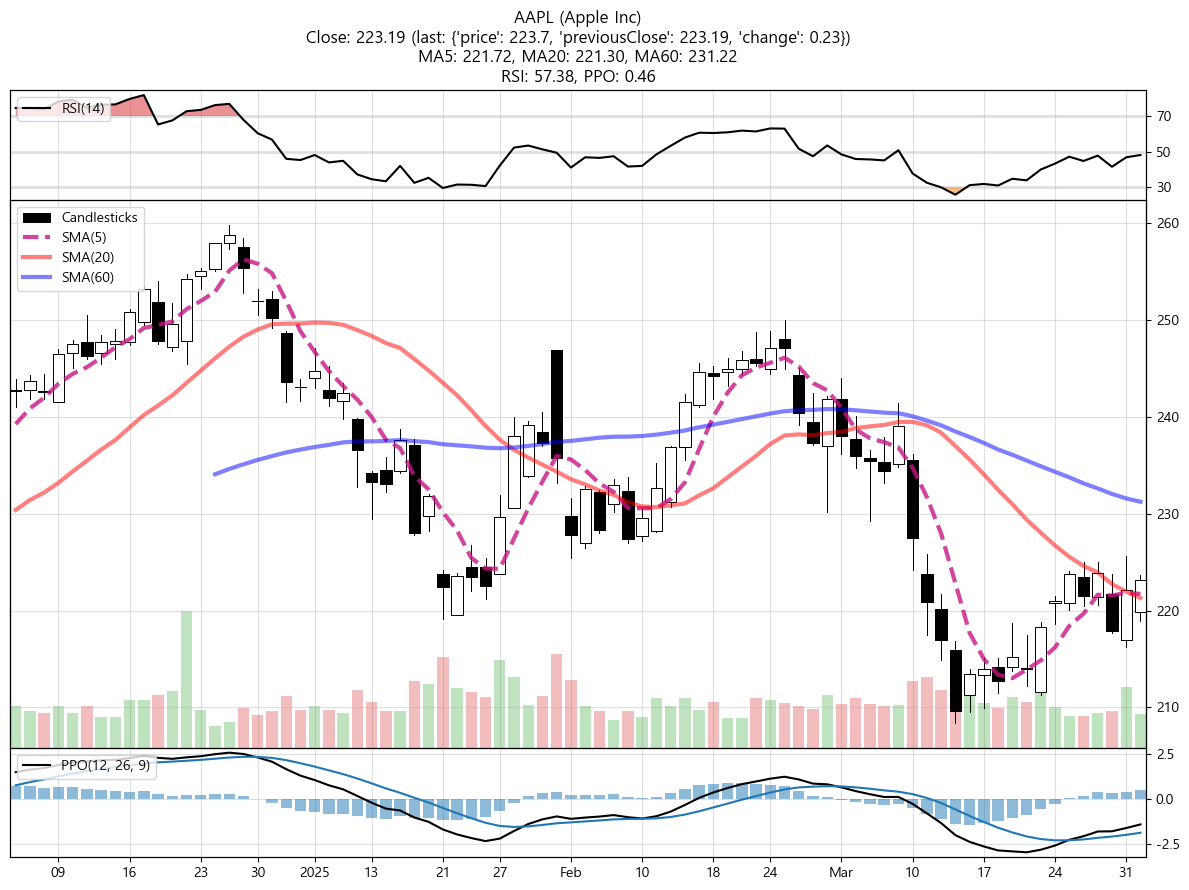 AAPL (Apple Inc)
Close: 223.19 (last: {'price': 223.7, 'previousClose': 223.19, 'change': 0.23})
MA5: 221.72, MA20: 221.30, MA60: 231.22
RSI: 57.38, PPO: 0.46
RSI(14)
70
50
30
Candlesticks
SMA(5)
SMA(20)
SMA(60)
260
250
240
230
220
210
PPO(12, 26, 9)
2.5
0.0
−2.5
09 16 23 30 2025 13 21 27 Feb 10 18 24 Mar 10 17 24 31